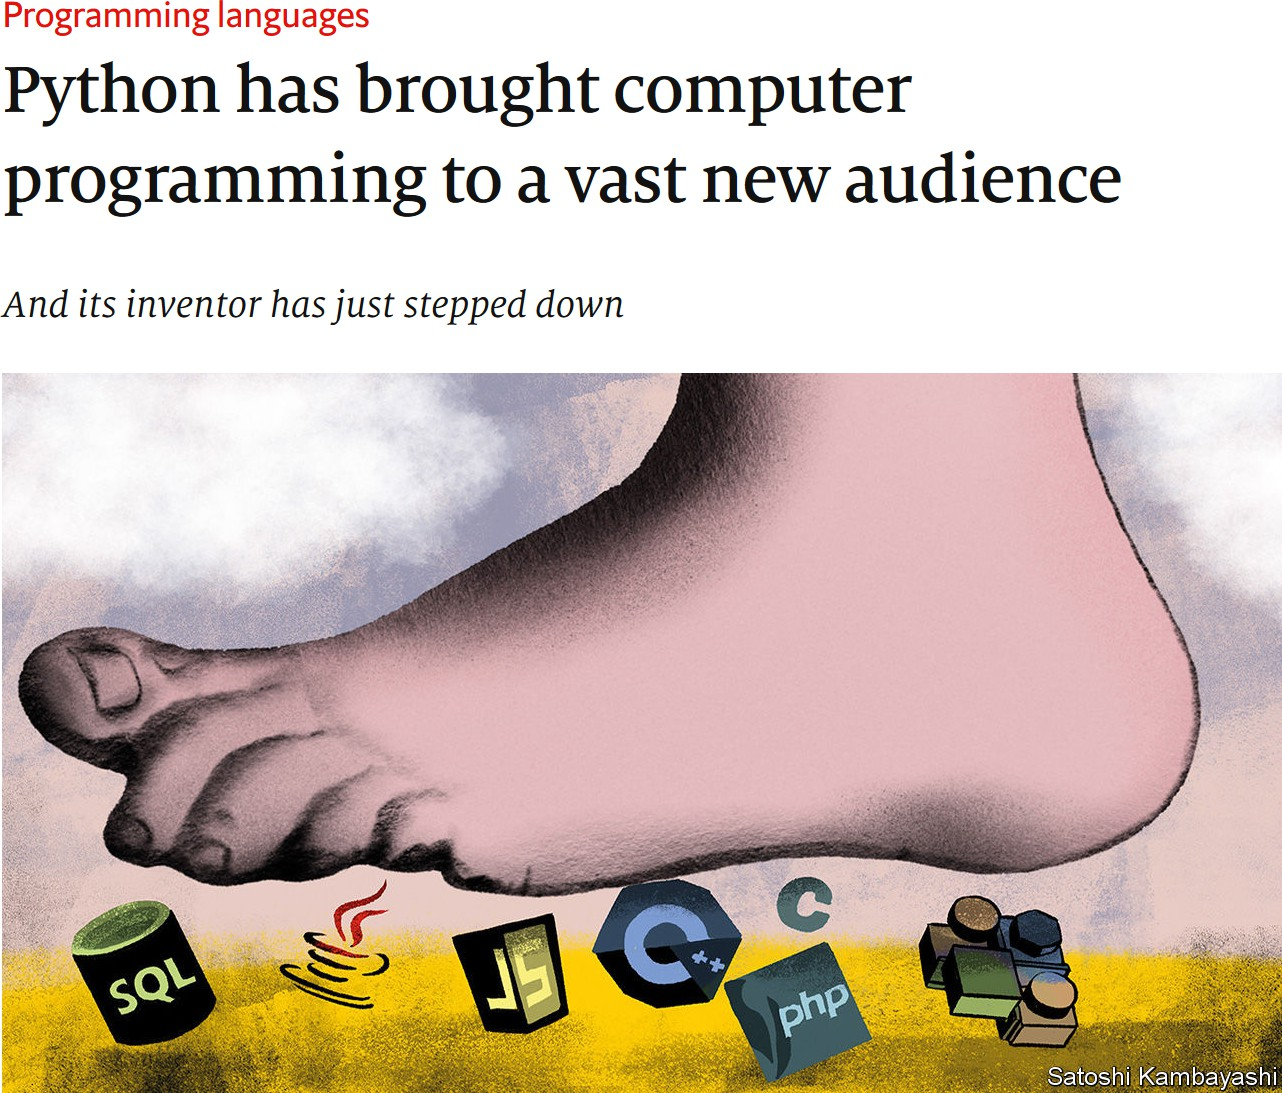 Programming languages
Python has brought computer
programming to a vast new audience
And its inventor has just stepped down
SQL
JS
C
++
C
php
Satoshi Kambayashi